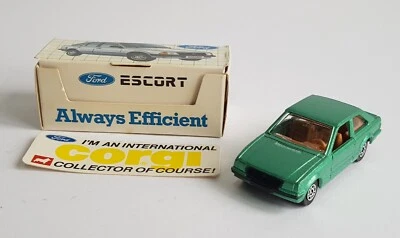 Ford ESCORT
Always Efficient
Ford
I'M AN INTERNATIONAL
CORGI
COLLECTOR OF COURSE!